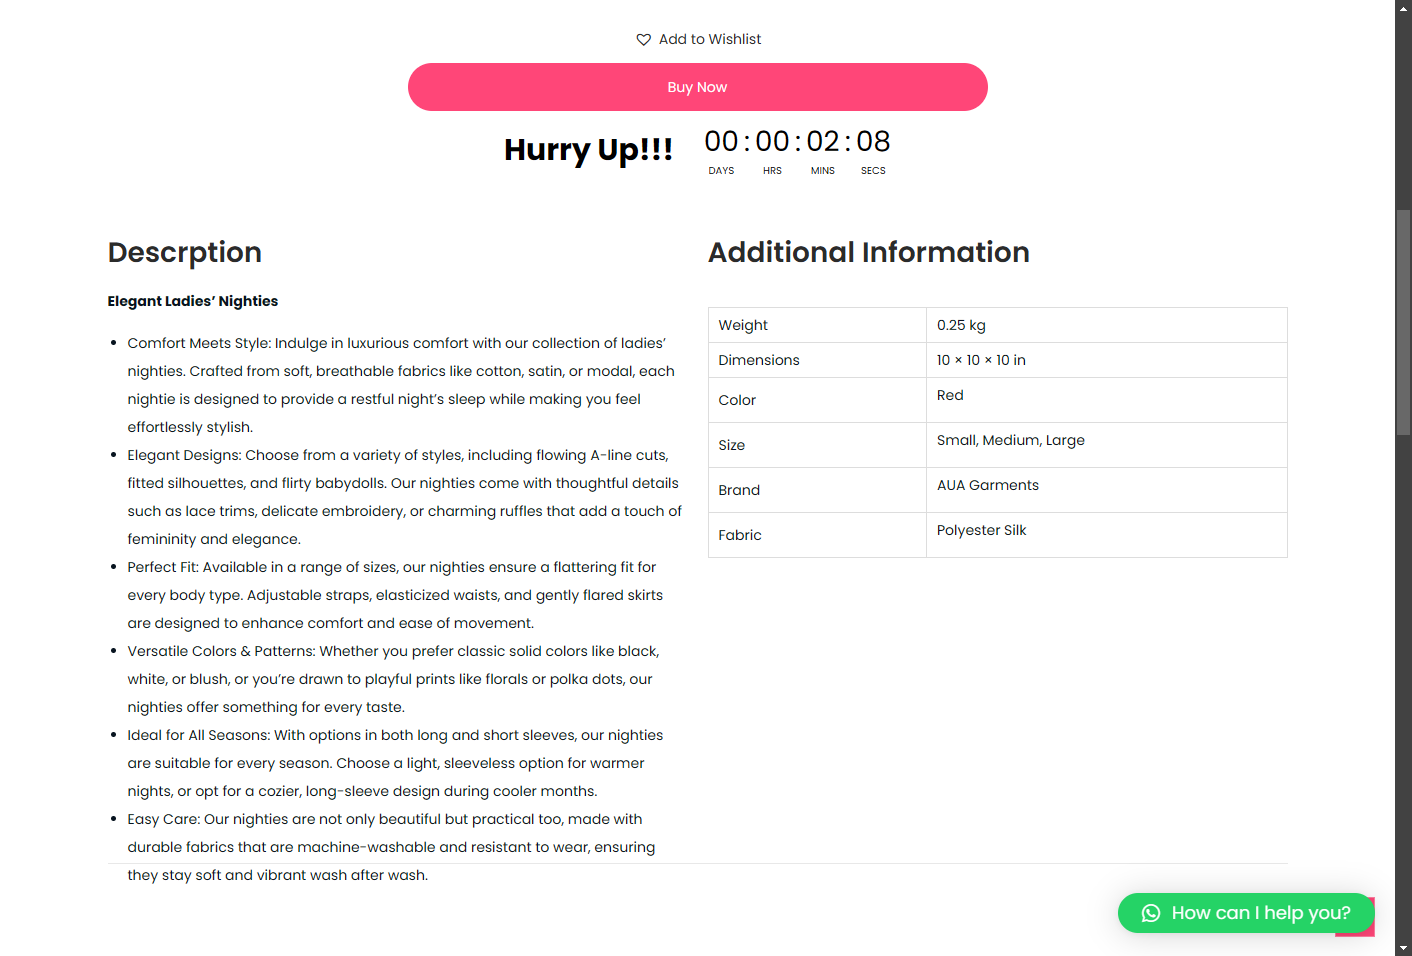 Add to Wishlist
Buy Now
Hurry Up!!!
00 : 00 : 02 : 08
DAYS HRS MINS SECS
Descrption
Elegant Ladies’ Nighties
• Comfort Meets Style: Indulge in luxurious comfort with our collection of ladies’
nighties. Crafted from soft, breathable fabrics like cotton, satin, or modal, each
nightie is designed to provide a restful night’s sleep while making you feel
effortlessly stylish.
• Elegant Designs: Choose from a variety of styles, including flowing A-line cuts,
fitted silhouettes, and flirty babydolls. Our nighties come with thoughtful details
such as lace trims, delicate embroidery, or charming ruffles that add a touch of
femininity and elegance.
• Perfect Fit: Available in a range of sizes, our nighties ensure a flattering fit for
every body type. Adjustable straps, elasticized waists, and gently flared skirts
are designed to enhance comfort and ease of movement.
• Versatile Colors & Patterns: Whether you prefer classic solid colors like black,
white, or blush, or you’re drawn to playful prints like florals or polka dots, our
nighties offer something for every taste.
• Ideal for All Seasons: With options in both long and short sleeves, our nighties
are suitable for every season. Choose a light, sleeveless option for warmer
nights, or opt for a cozier, long-sleeve design during cooler months.
• Easy Care: Our nighties are not only beautiful but practical too, made with
durable fabrics that are machine-washable and resistant to wear, ensuring
they stay soft and vibrant wash after wash.
Additional Information
Weight 0.25 kg
Dimensions 10 × 10 × 10 in
Color Red
Size Small, Medium, Large
Brand AUA Garments
Fabric Polyester Silk
How can I help you?